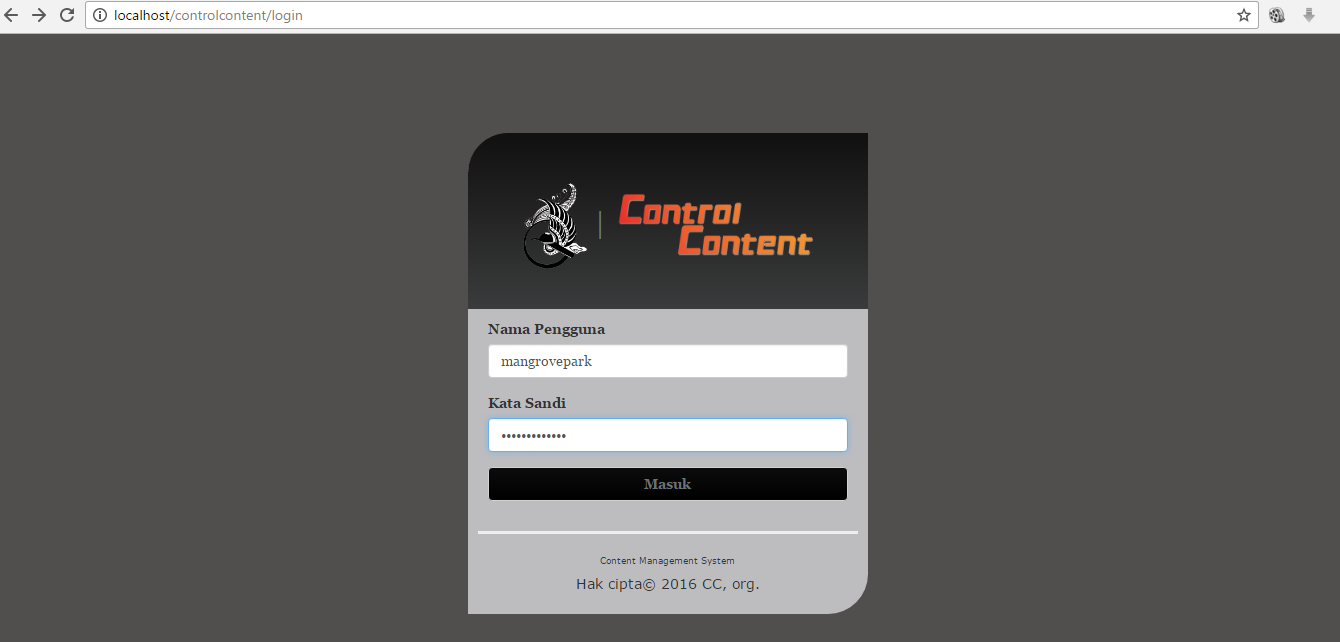 localhost/controlcontent/login
Control
Content
Nama Pengguna
mangrovepark
Kata Sandi
•••••••••••••
Masuk
Content Management System
Hak cipta© 2016 CC, org.